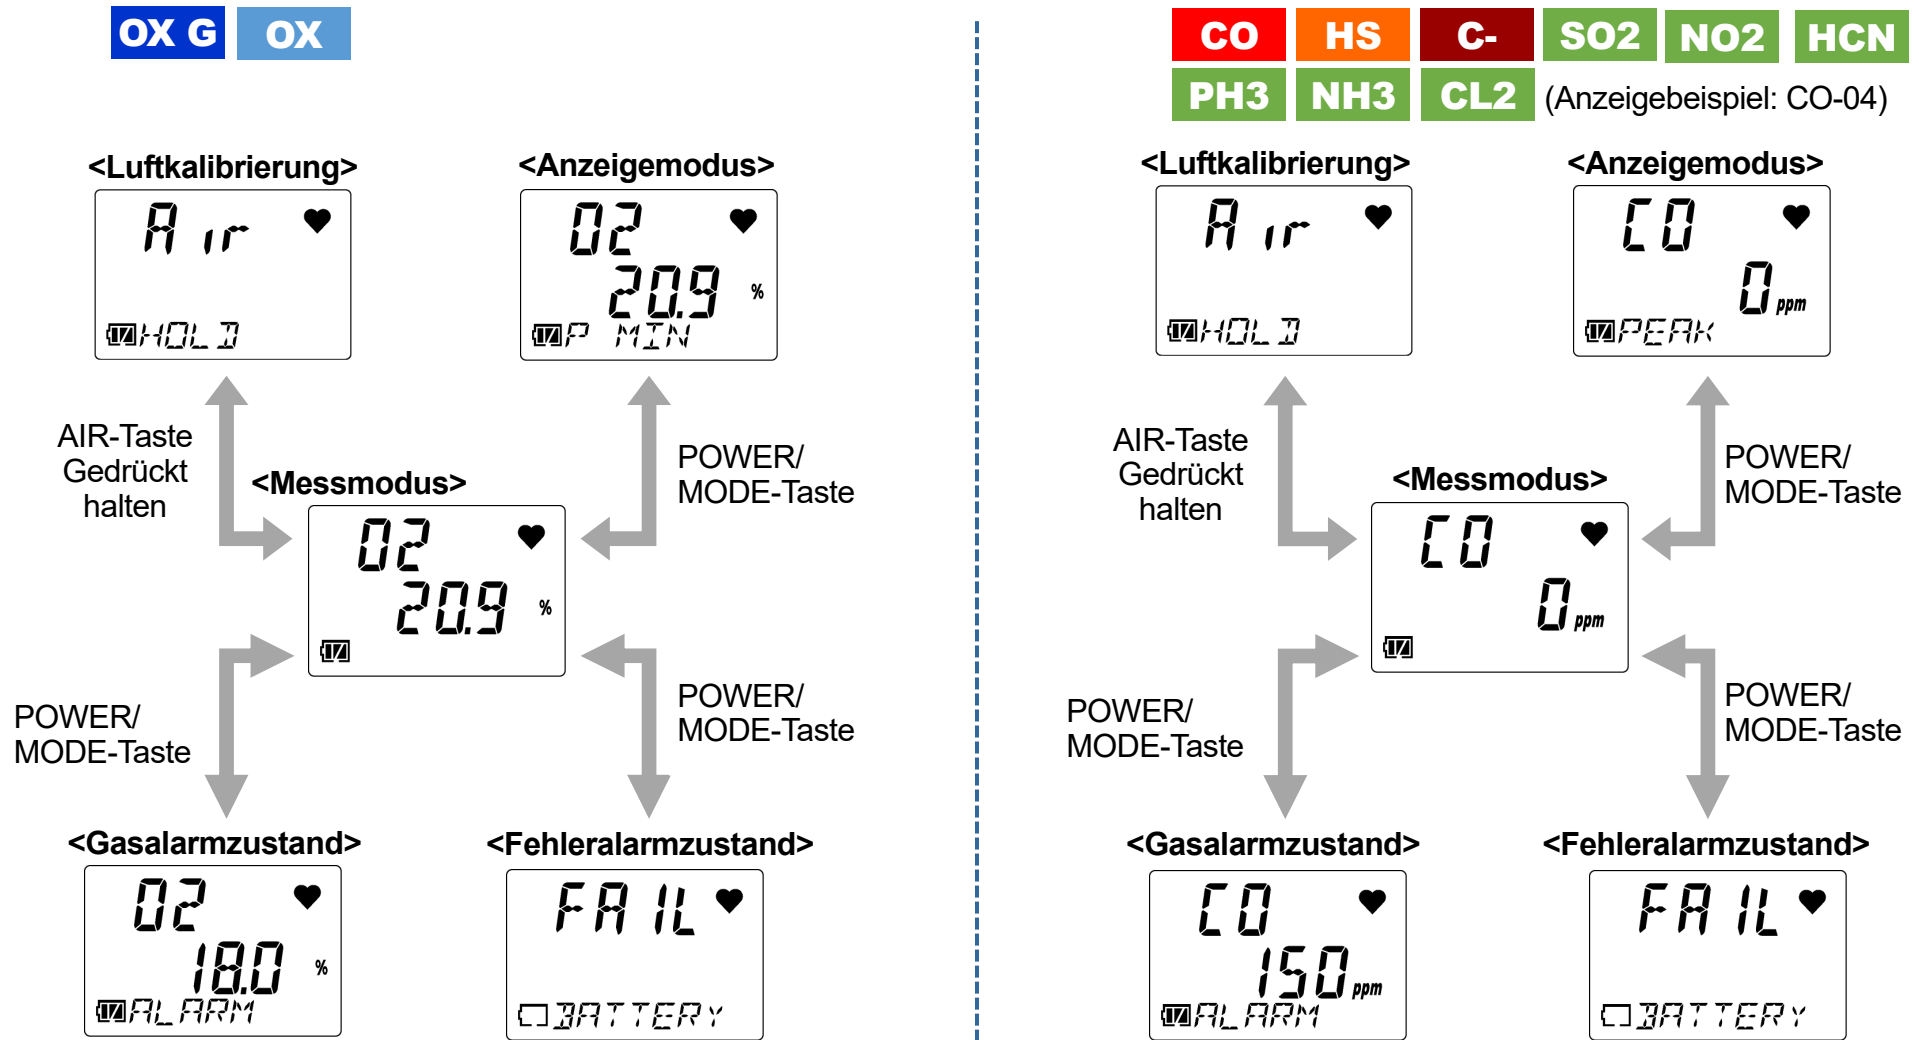 OX G OX
<Luftkalibrierung>
Air
HOLD
<Anzeigemodus>
O2
20.9 %
P MIN
AIR-Taste
Gedrückt
halten
POWER/
MODE-Taste
<Messmodus>
O2
20.9 %
POWER/
MODE-Taste
POWER/
MODE-Taste
<Gasalarmzustand>
O2
18.0 %
ALARM
<Fehleralarmzustand>
FAIL
BATTERY
CO HS C- SO2 NO2 HCN
PH3 NH3 CL2 (Anzeigebeispiel: CO-04)
<Luftkalibrierung>
Air
HOLD
<Anzeigemodus>
CO
0 ppm
PEAK
AIR-Taste
Gedrückt
halten
POWER/
MODE-Taste
<Messmodus>
CO
0 ppm
POWER/
MODE-Taste
POWER/
MODE-Taste
<Gasalarmzustand>
CO
150 ppm
ALARM
<Fehleralarmzustand>
FAIL
BATTERY